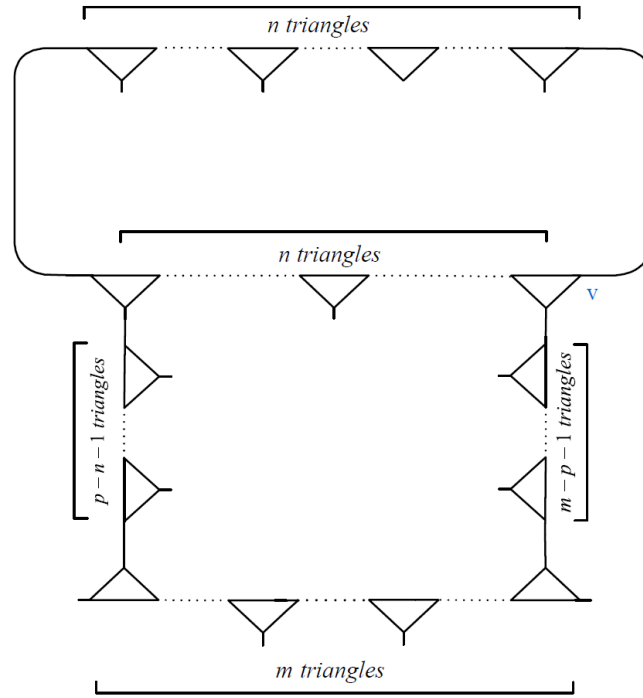 n triangles
n triangles
v
p – n – 1 triangles
m – p – 1 triangles
m triangles